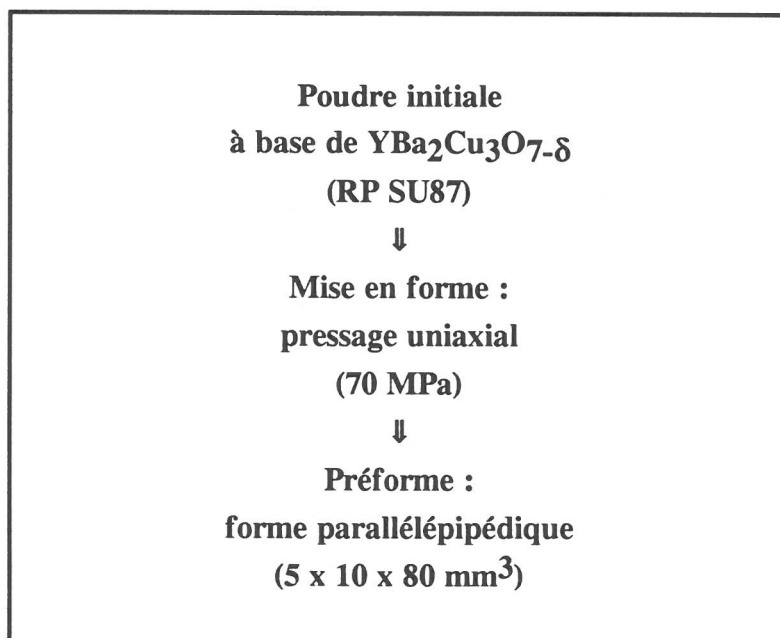 Poudre initiale
à base de YBa2Cu3O7-δ
(RP SU87)
⇓
Mise en forme :
pressage uniaxial
(70 MPa)
⇓
Préforme :
forme parallélépipédique
(5 x 10 x 80 mm3)